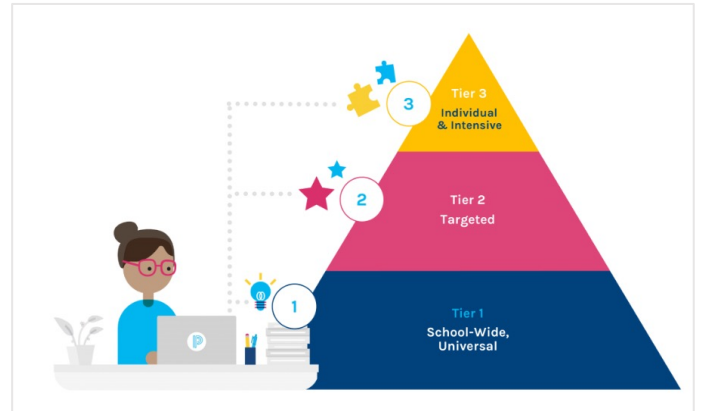 3
Tier 3
Individual
& Intensive
2
Tier 2
Targeted
1
Tier 1
School-Wide,
Universal
P